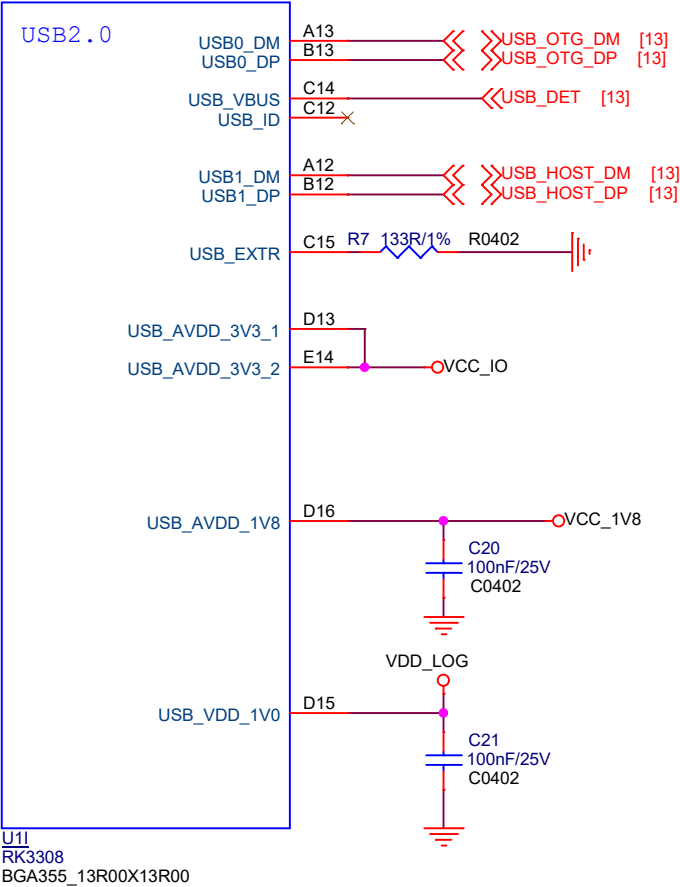 USB2.0
USB0_DM A13 USB_OTG_DM [13]
USB0_DP B13 USB_OTG_DP [13]
USB_VBUS C14 USB_DET [13]
USB_ID C12
USB1_DM A12 USB_HOST_DM [13]
USB1_DP B12 USB_HOST_DP [13]
USB_EXTR C15 R7 133R/1% R0402
USB_AVDD_3V3_1 D13
USB_AVDD_3V3_2 E14 VCC_IO
USB_AVDD_1V8 D16 VCC_1V8
C20
100nF/25V
C0402
VDD_LOG
USB_VDD_1V0 D15
C21
100nF/25V
C0402
U1I
RK3308
BGA355_13R00X13R00